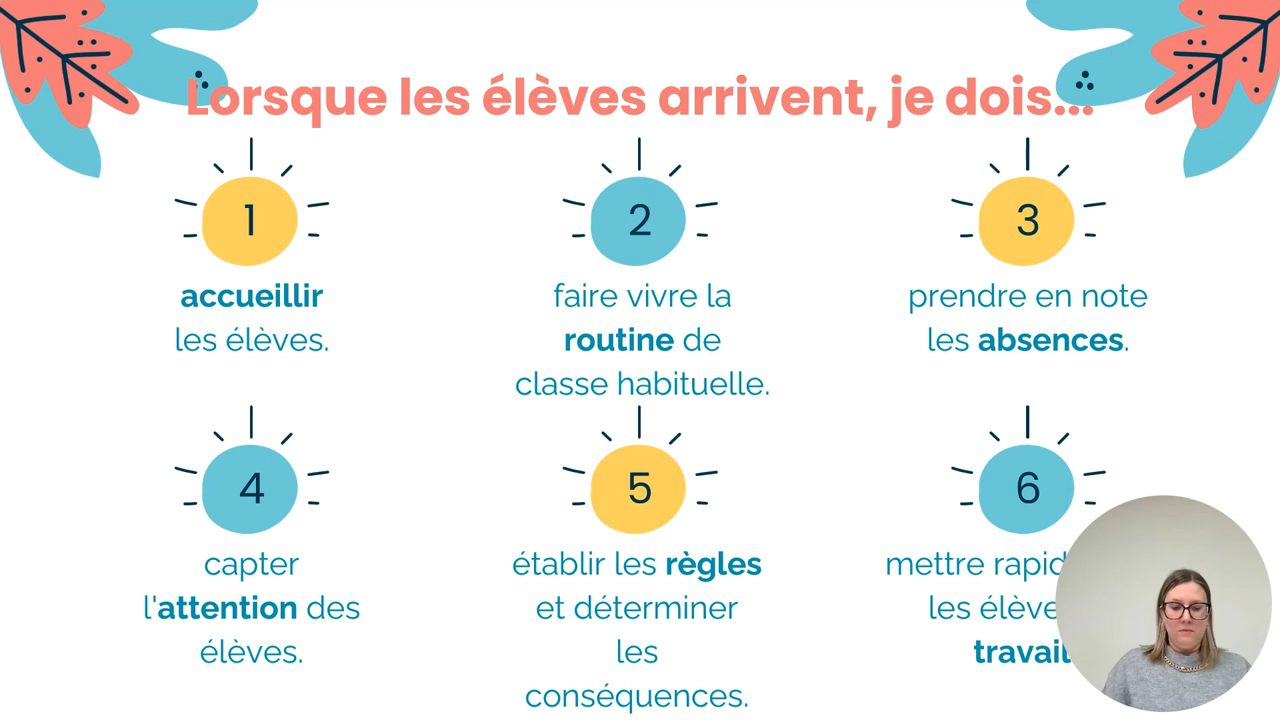 Lorsque les élèves arrivent, je dois...
1
accueillir
les élèves.
2
faire vivre la
routine de
classe habituelle.
3
prendre en note
les absences.
4
capter
l'attention des
élèves.
5
établir les règles
et déterminer
les
conséquences.
6
mettre
les
travail